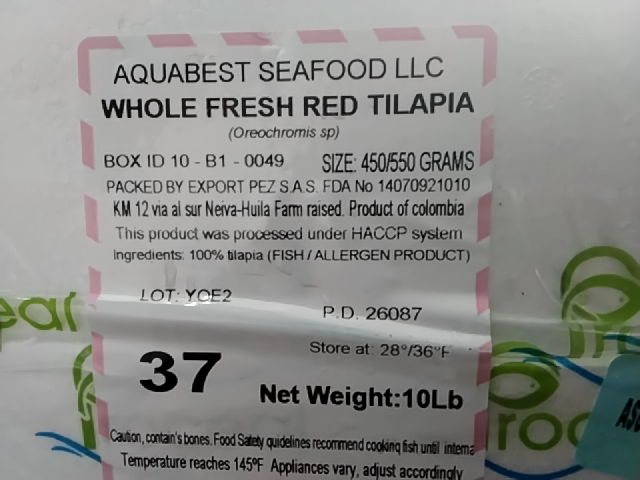 AQUABEST SEAFOOD LLC
WHOLE FRESH RED TILAPIA
(Oreochromis sp)
BOX ID 10 - B1 - 0049 SIZE: 450/550 GRAMS
PACKED BY EXPORT PEZ S.A.S. FDA No 14070921010
KM 12 via al sur Neiva-Huila Farm raised. Product of colombia
This product was processed under HACCP system
Ingredients: 100% tilapia (FISH / ALLERGEN PRODUCT)
LOT: YOE2
P.D. 26087
Store at: 28°/36°F
37
Net Weight:10Lb
Caution, contain's bones. Food Safety guidelines recommend cooking fish until interna
Temperature reaches 145ºF Appliances vary, adjust accordingly